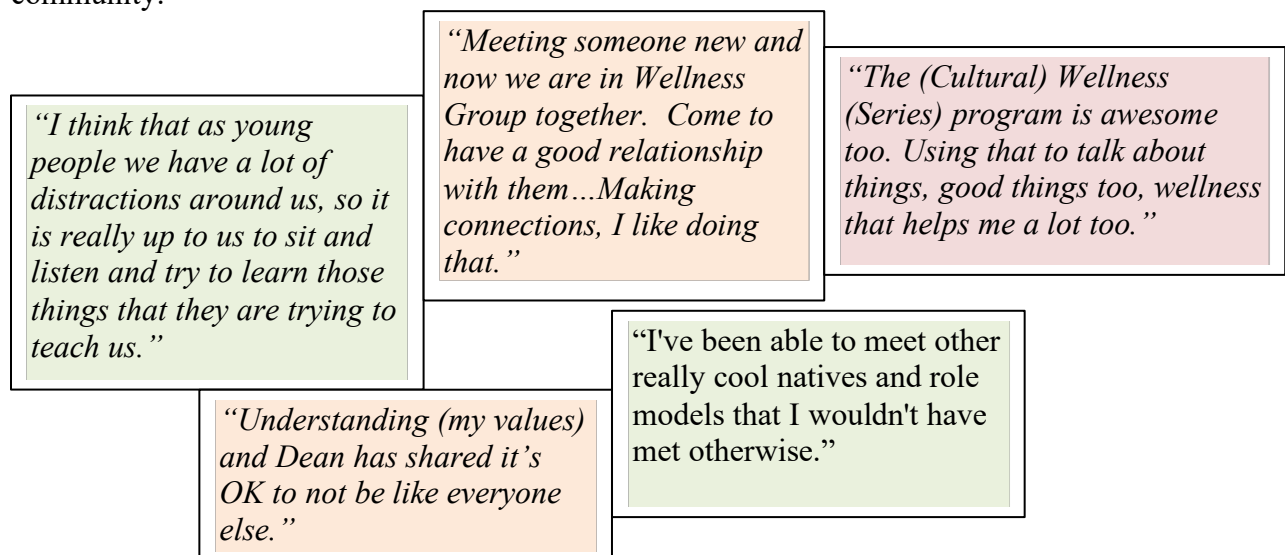 community.
“Meeting someone new and
now we are in Wellness
Group together.  Come to
have a good relationship
with them…Making
connections, I like doing
that.”
“The (Cultural) Wellness
(Series) program is awesome
too. Using that to talk about
things, good things too, wellness
that helps me a lot too.”
“I think that as young
people we have a lot of
distractions around us, so it
is really up to us to sit and
listen and try to learn those
things that they are trying to
teach us.”
“I've been able to meet other
really cool natives and role
models that I wouldn't have
met otherwise.”
“Understanding (my values)
and Dean has shared it’s
OK to not be like everyone
else.”